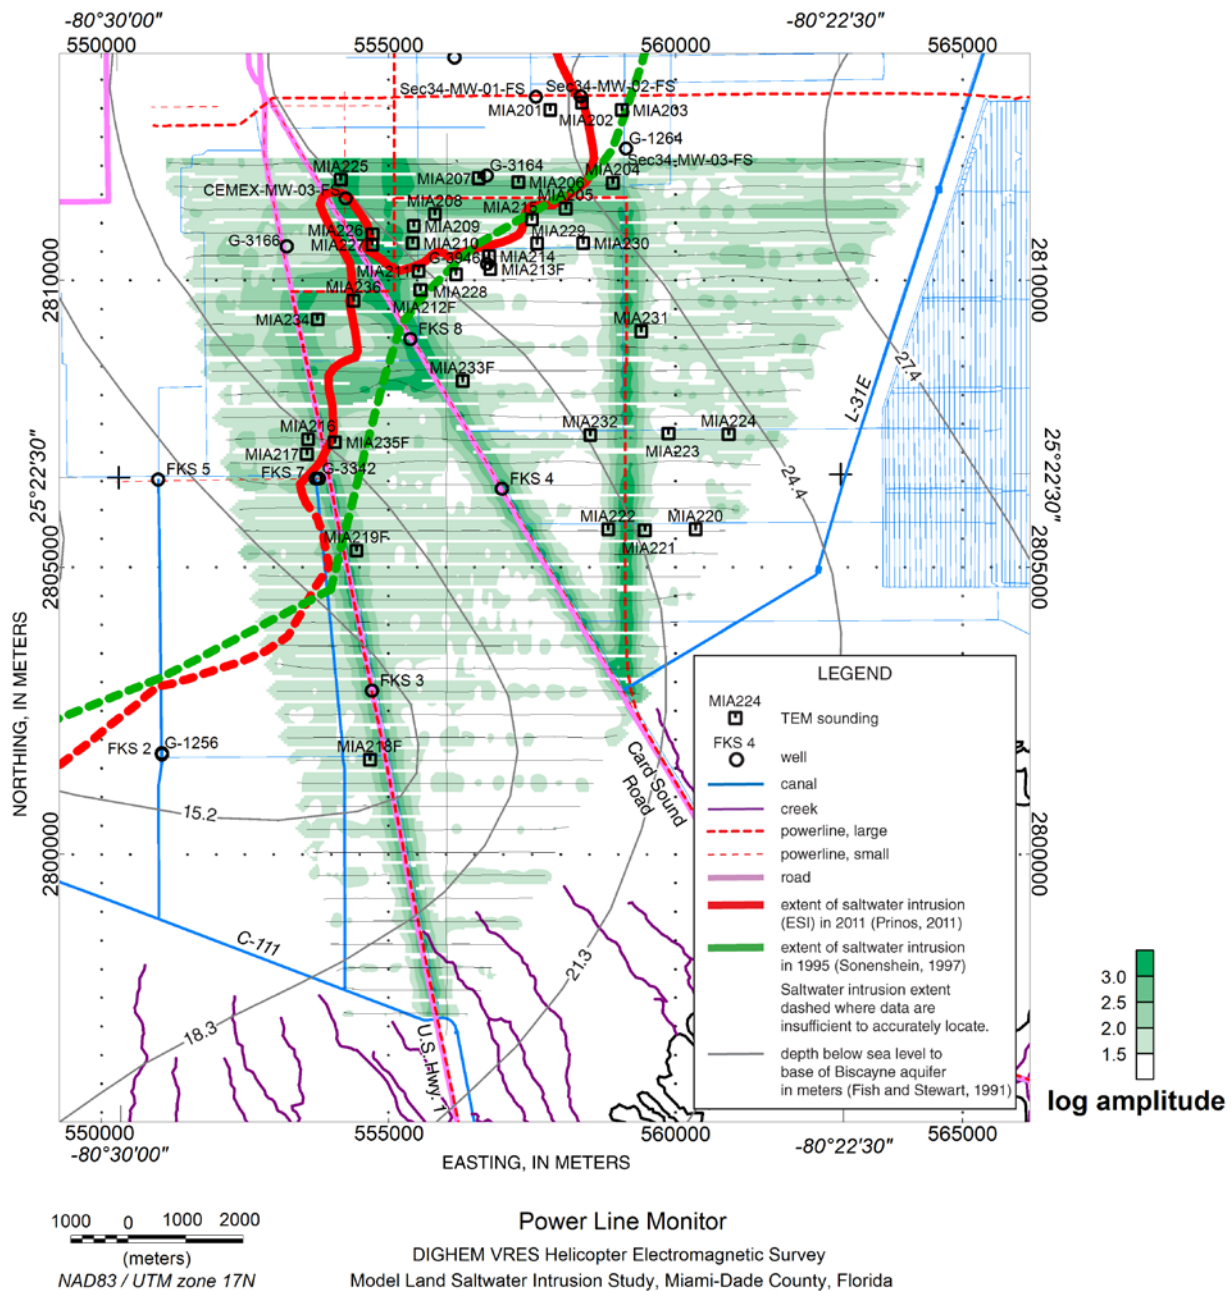 -80°30'00"
-80°22'30"
550000
555000
560000
565000
Sec34-MW-01-FS
Sec34-MW-02-FS
MIA201
MIA202
MIA203
G-1264
Sec34-MW-03-FS
MIA225
G-3164
MIA207
MIA206
MIA204
CEMEX-MW-03-FS
MIA208
MIA215
MIA205
MIA226
MIA209
MIA229
G-3166
MIA227
MIA210
MIA230
G-3946
MIA214
MIA211
MIA213F
MIA236
MIA228
MIA212F
2810000
2810000
MIA234
FKS 8
MIA231
27.4
MIA233F
L-31E
MIA216
MIA232
MIA224
MIA235F
MIA217
MIA223
25°22'30"
25°22'30"
FKS 5
FKS 7
G-3342
24.4
FKS 4
MIA222
MIA220
MIA219F
MIA221
2805000
2805000
NORTHING, IN METERS
FKS 3
FKS 2
G-1256
MIA218F
Card Sound
Road
15.2
2800000
2800000
C-111
21.3
18.3
U.S. Hwy. 1
LEGEND
MIA224
TEM sounding
FKS 4
well
canal
creek
powerline, large
powerline, small
road
extent of saltwater intrusion
(ESI) in 2011 (Prinos, 2011)
extent of saltwater intrusion
in 1995 (Sonenshein, 1997)
Saltwater intrusion extent
dashed where data are
insufficient to accurately locate.
depth below sea level to
base of Biscayne aquifer
in meters (Fish and Stewart, 1991)
3.0
2.5
2.0
1.5
log amplitude
550000
555000
560000
565000
-80°30'00"
-80°22'30"
EASTING, IN METERS
1000 0 1000 2000
(meters)
NAD83 / UTM zone 17N
Power Line Monitor
DIGHEM VRES Helicopter Electromagnetic Survey
Model Land Saltwater Intrusion Study, Miami-Dade County, Florida